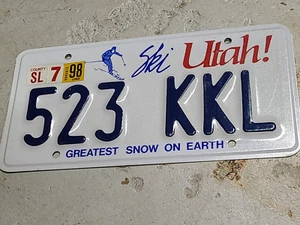 COUNTY
SL 7 98 Ski Utah!
523 KKL
GREATEST SNOW ON EARTH